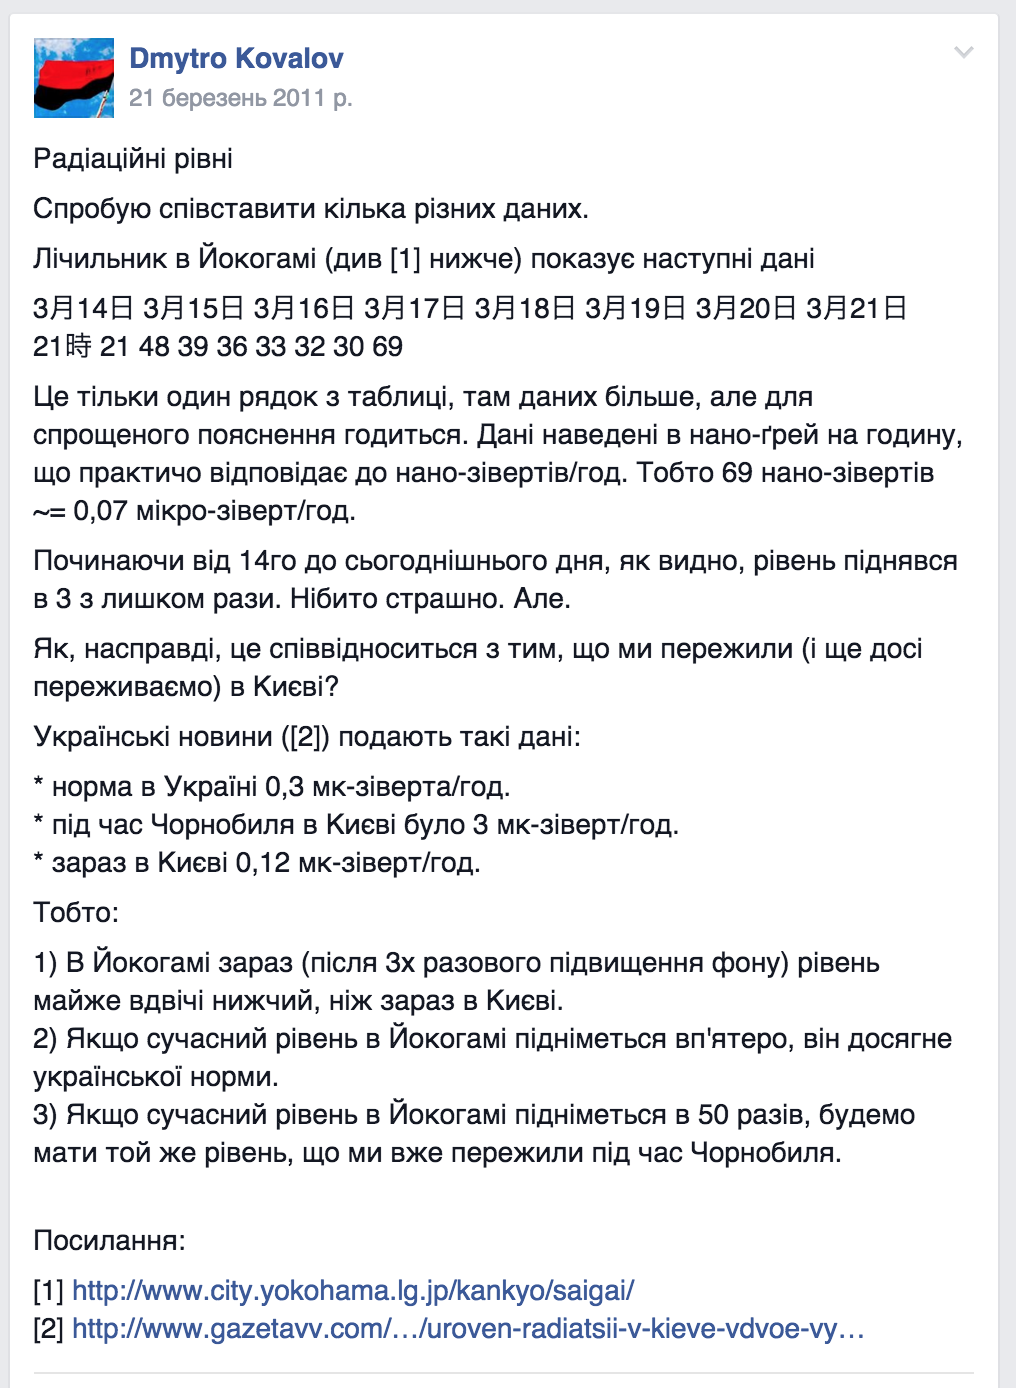 Dmytro Kovalov
21 березень 2011 р.
Радіаційні рівні
Спробую співставити кілька різних даних.
Лічильник в Йокогамі (див [1] нижче) показує наступні дані
3月14日 3月15日 3月16日 3月17日 3月18日 3月19日 3月20日 3月21日
21時 21 48 39 36 33 32 30 69
Це тільки один рядок з таблиці, там даних більше, але для
спрощеного пояснення годиться. Дані наведені в нано-ґрей на годину,
що практичо відповідає до нано-зівертів/год. Тобто 69 нано-зівертів
~= 0,07 мікро-зіверт/год.
Починаючи від 14го до сьогоднішнього дня, як видно, рівень піднявся
в 3 з лишком рази. Нібито страшно. Але.
Як, насправді, це співвідноситься з тим, що ми пережили (і ще досі
переживаємо) в Києві?
Українські новини ([2]) подають такі дані:
* норма в Україні 0,3 мк-зіверта/год.
* під час Чорнобиля в Києві було 3 мк-зіверт/год.
* зараз в Києві 0,12 мк-зіверт/год.
Тобто:
1) В Йокогамі зараз (після 3х разового підвищення фону) рівень
майже вдвічі нижчий, ніж зараз в Києві.
2) Якщо сучасний рівень в Йокогамі підніметься вп'ятеро, він досягне
української норми.
3) Якщо сучасний рівень в Йокогамі підніметься в 50 разів, будемо
мати той же рівень, що ми вже пережили під час Чорнобиля.
Посилання:
[1] http://www.city.yokohama.lg.jp/kankyo/saigai/
[2] http://www.gazetavv.com/…/uroven-radiatsii-v-kieve-vdvoe-vy…